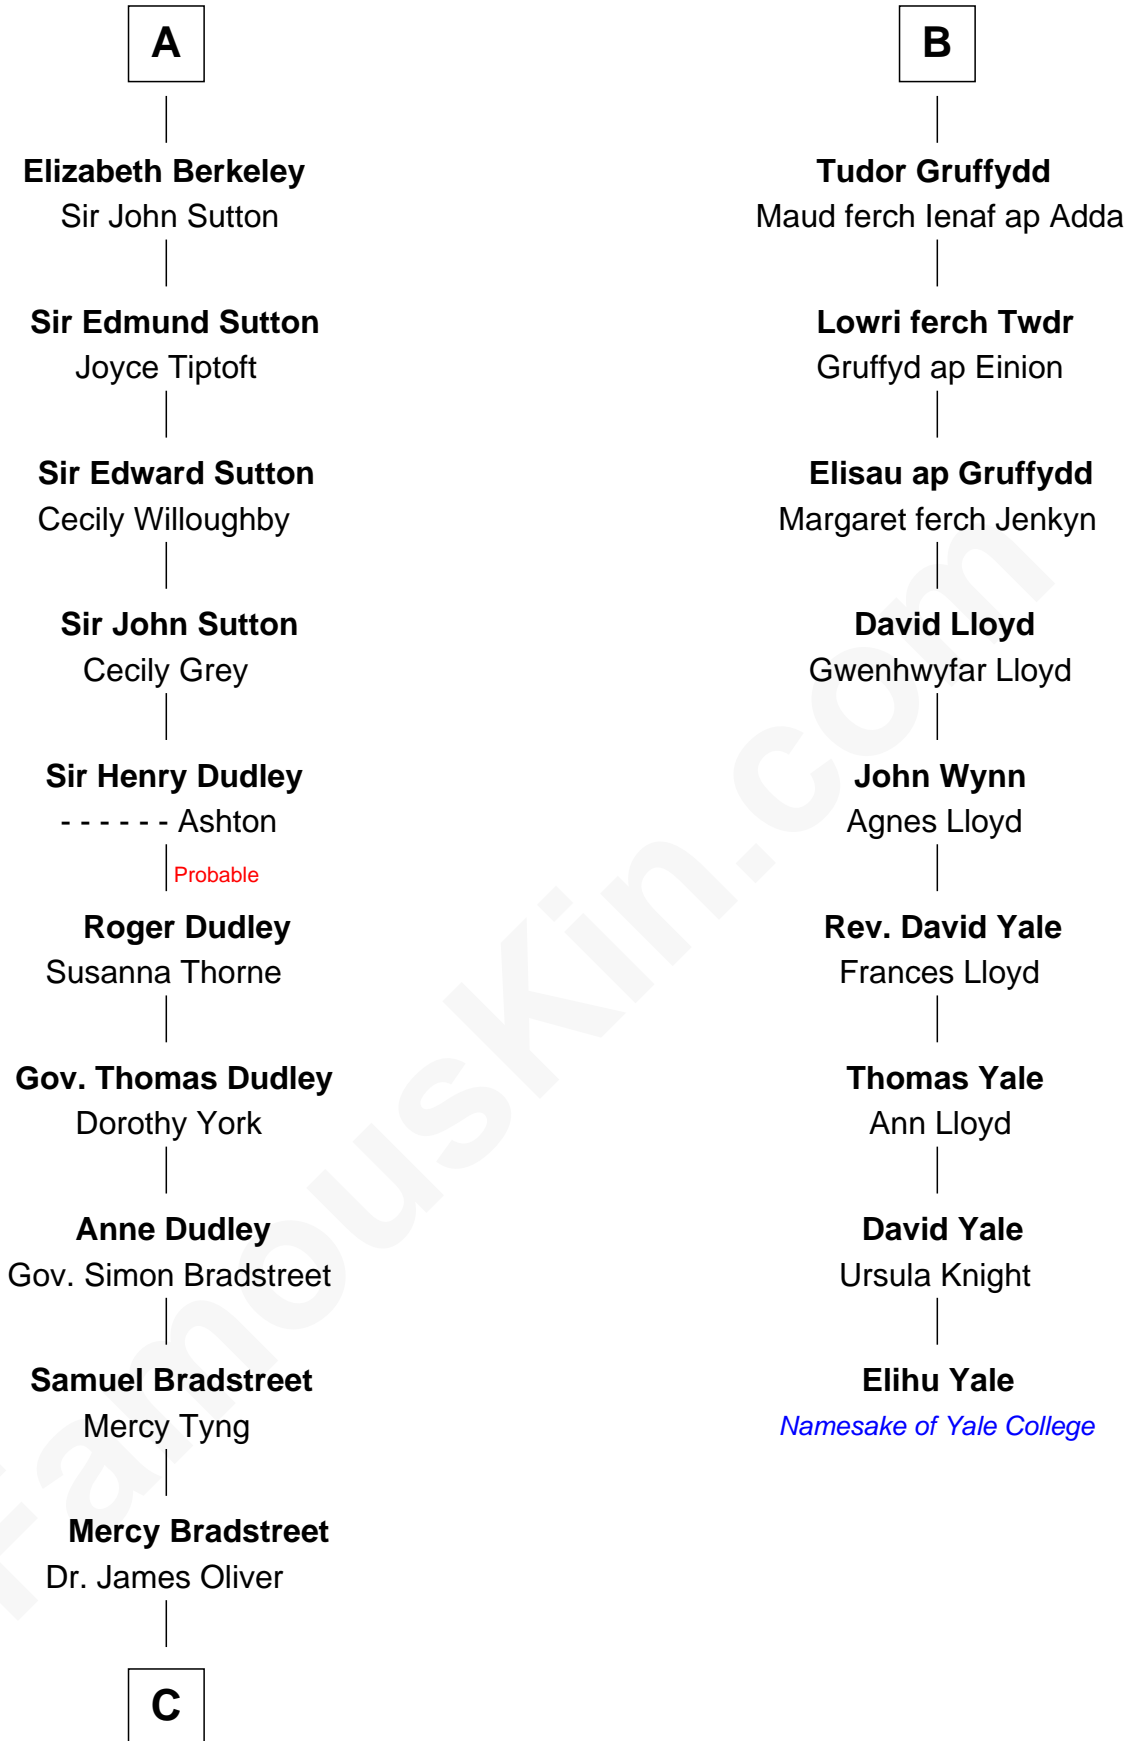 A
Elizabeth Berkeley
Sir John Sutton
Sir Edmund Sutton
Joyce Tiptoft
Sir Edward Sutton
Cecily Willoughby
Sir John Sutton
Cecily Grey
Sir Henry Dudley
- - - - - - Ashton
Probable
Roger Dudley
Susanna Thorne
Gov. Thomas Dudley
Dorothy York
Anne Dudley
Gov. Simon Bradstreet
Samuel Bradstreet
Mercy Tyng
Mercy Bradstreet
Dr. James Oliver
C
B
Tudor Gruffydd
Maud ferch Ienaf ap Adda
Lowri ferch Twdr
Gruffyd ap Einion
Elisau ap Gruffydd
Margaret ferch Jenkyn
David Lloyd
Gwenhwyfar Lloyd
John Wynn
Agnes Lloyd
Rev. David Yale
Frances Lloyd
Thomas Yale
Ann Lloyd
David Yale
Ursula Knight
Elihu Yale
Namesake of Yale College
FamousKin.com